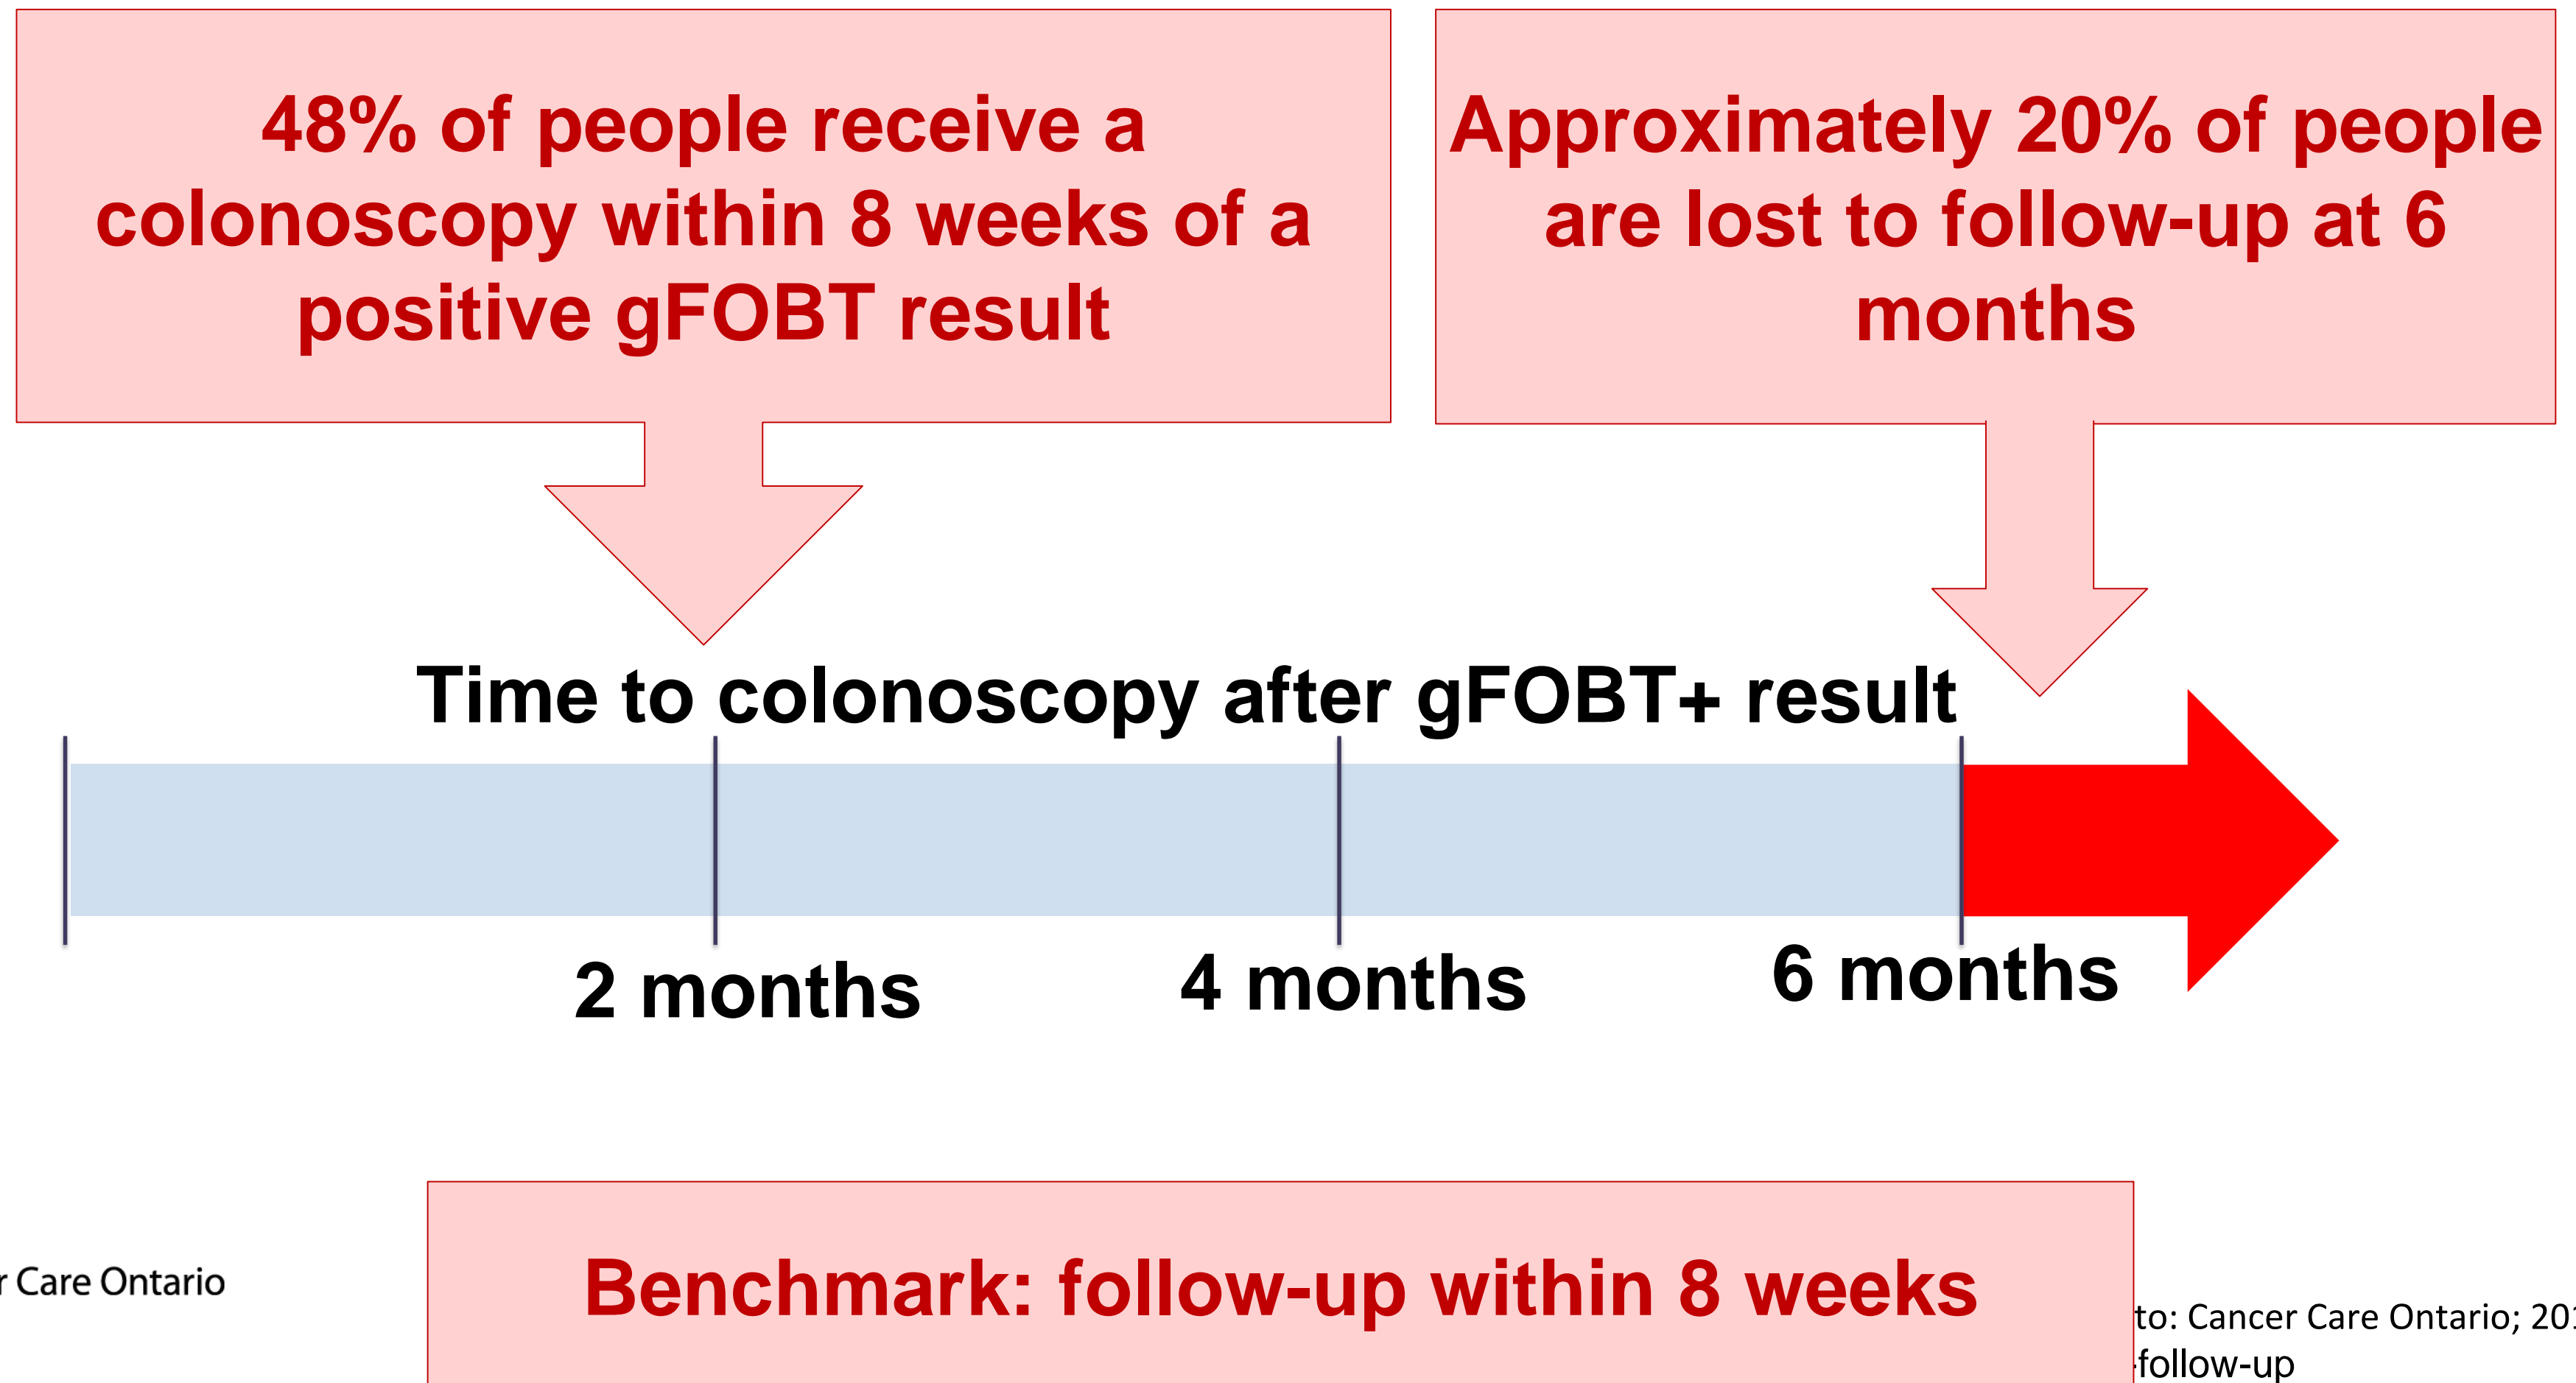 48% of people receive a
colonoscopy within 8 weeks of a
positive gFOBT result
Approximately 20% of people
are lost to follow-up at 6
months
Time to colonoscopy after gFOBT+ result
2 months
4 months
6 months
Benchmark: follow-up within 8 weeks
r Care Ontario
to: Cancer Care Ontario; 201
-follow-up